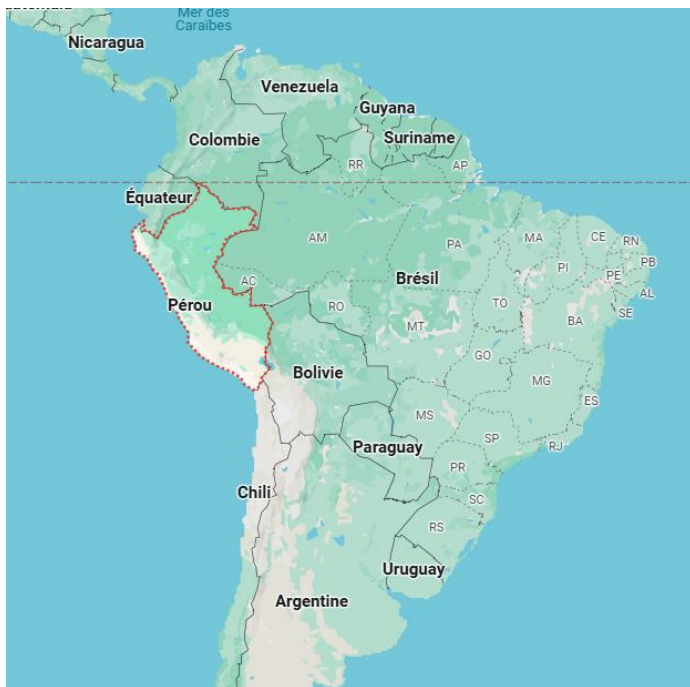 Mer des
Caraïbes
Nicaragua
Venezuela
Guyana
Colombie
Suriname
RR
AP
Équateur
AM
PA
MA
CE
RN
PI
PB
PE
AC
Brésil
AL
Pérou
RO
TO
SE
MT
BA
GO
Bolivie
MG
MS
ES
SP
RJ
Paraguay
PR
Chili
SC
RS
Uruguay
Argentine